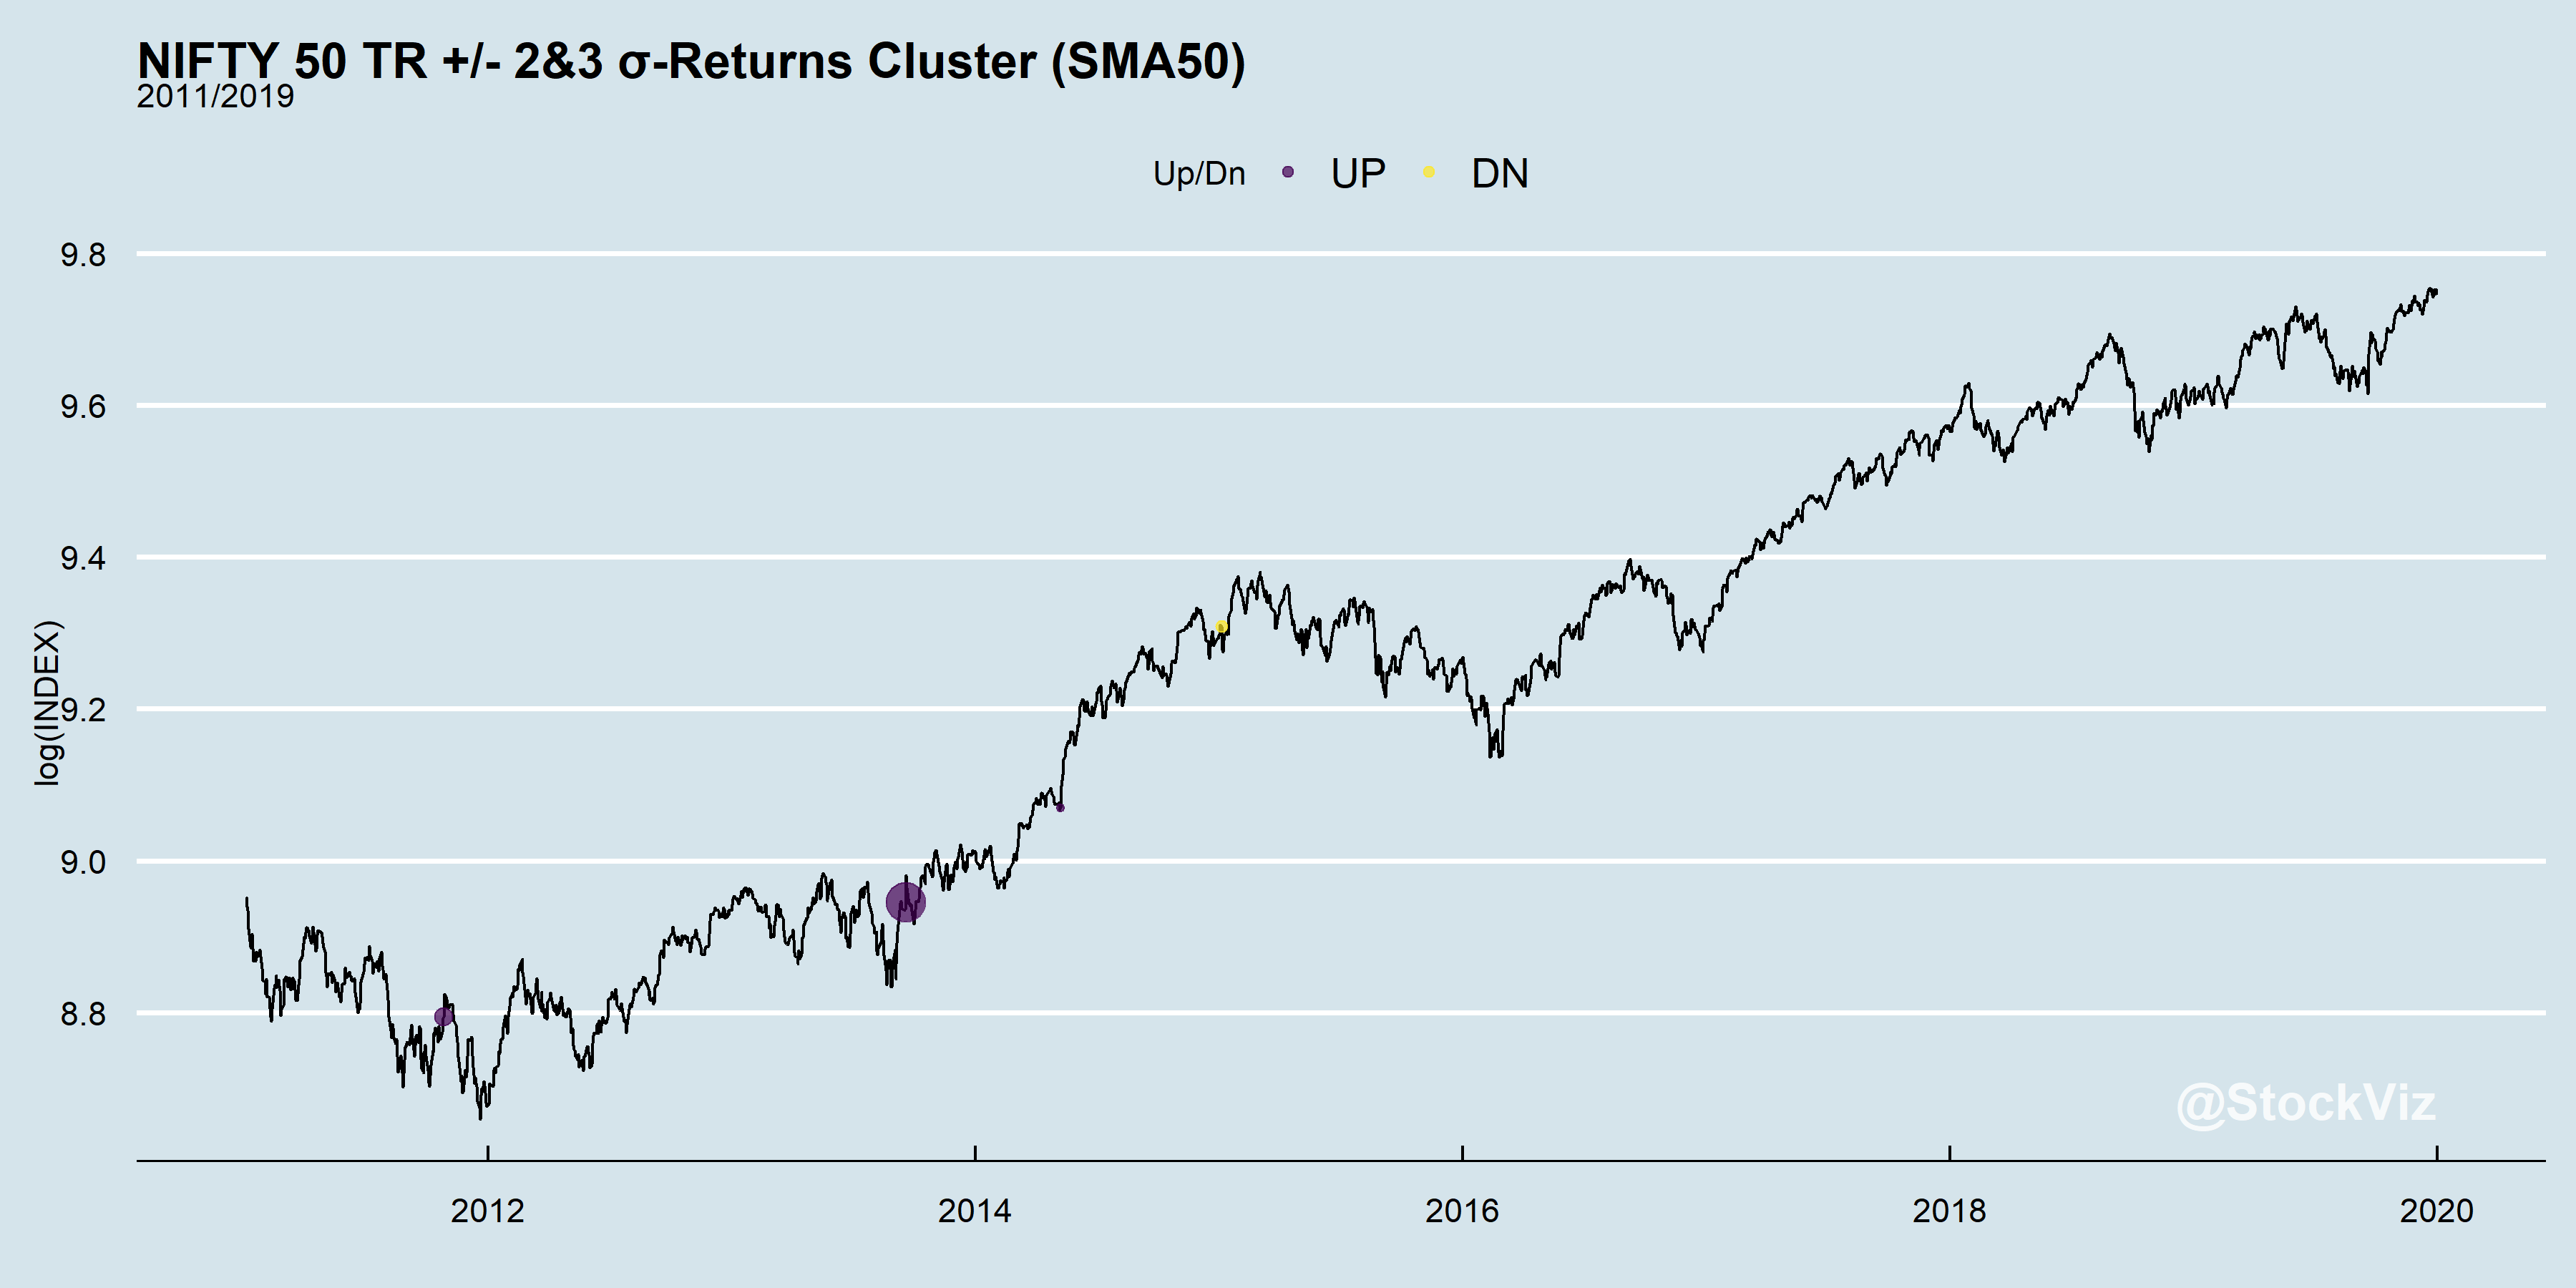 NIFTY 50 TR +/- 2&3 σ-Returns Cluster (SMA50)
2011/2019
Up/Dn UP DN
9.8
9.6
9.4
9.2
9.0
8.8
log(INDEX)
@StockViz
2012 2014 2016 2018 2020